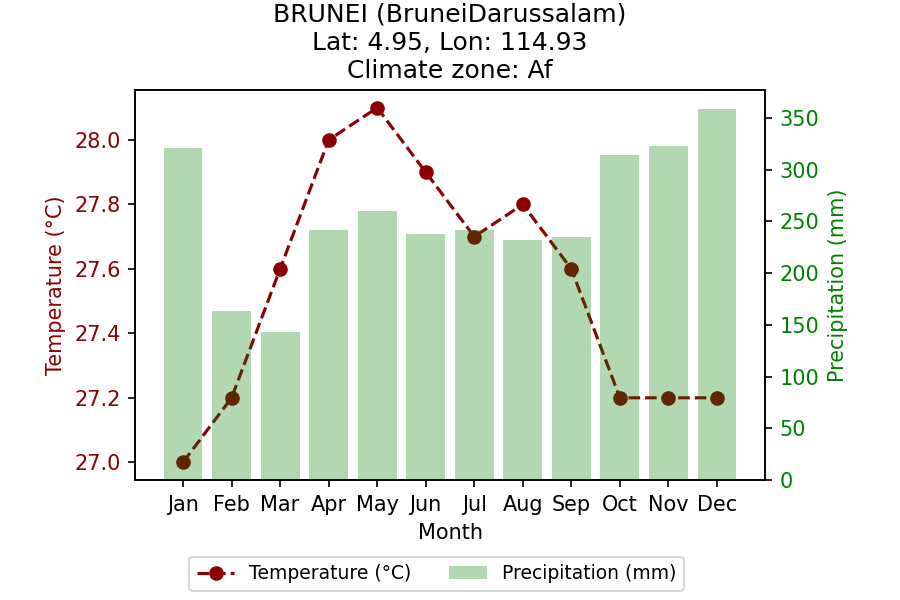 BRUNEI (BruneiDarussalam)
Lat: 4.95, Lon: 114.93
Climate zone: Af
Temperature (°C)
28.0
27.8
27.6
27.4
27.2
27.0
350
300
250
200
150
100
50
0
Precipitation (mm)
Jan Feb Mar Apr May Jun Jul Aug Sep Oct Nov Dec
Month
Temperature (°C) Precipitation (mm)